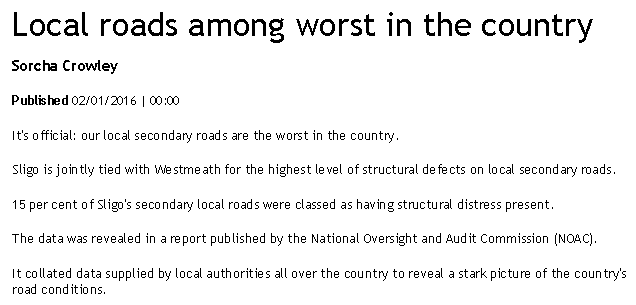 Local roads among worst in the country
Sorcha Crowley
Published 02/01/2016 | 00:00
It's official: our local secondary roads are the worst in the country.
Sligo is jointly tied with Westmeath for the highest level of structural defects on local secondary roads.
15 per cent of Sligo's secondary local roads were classed as having structural distress present.
The data was revealed in a report published by the National Oversight and Audit Commission (NOAC).
It collated data supplied by local authorities all over the country to reveal a stark picture of the country's
road conditions.